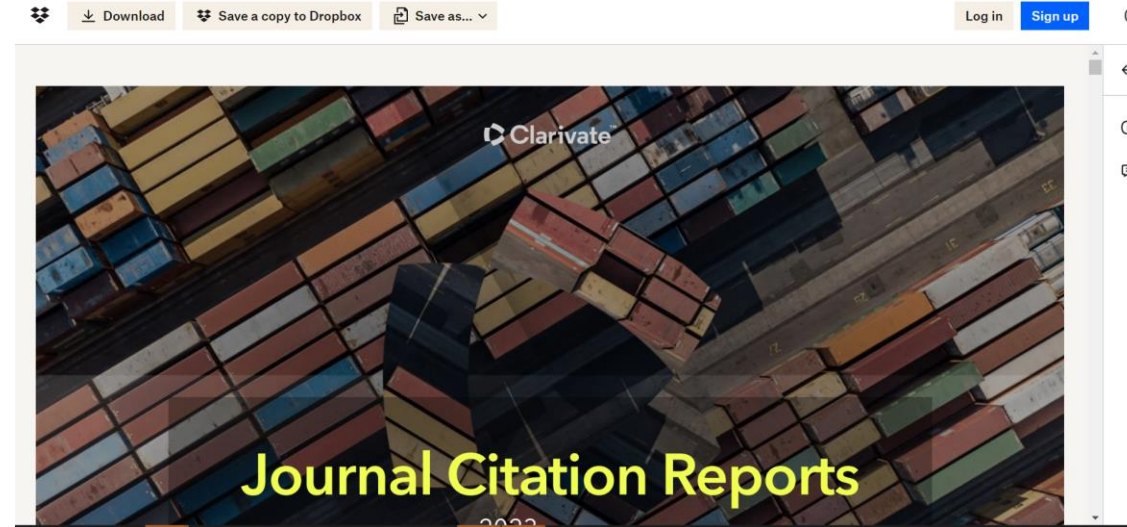 Download
Save a copy to Dropbox
Save as...
Log in
Sign up
Clarivate
Journal Citation Reports